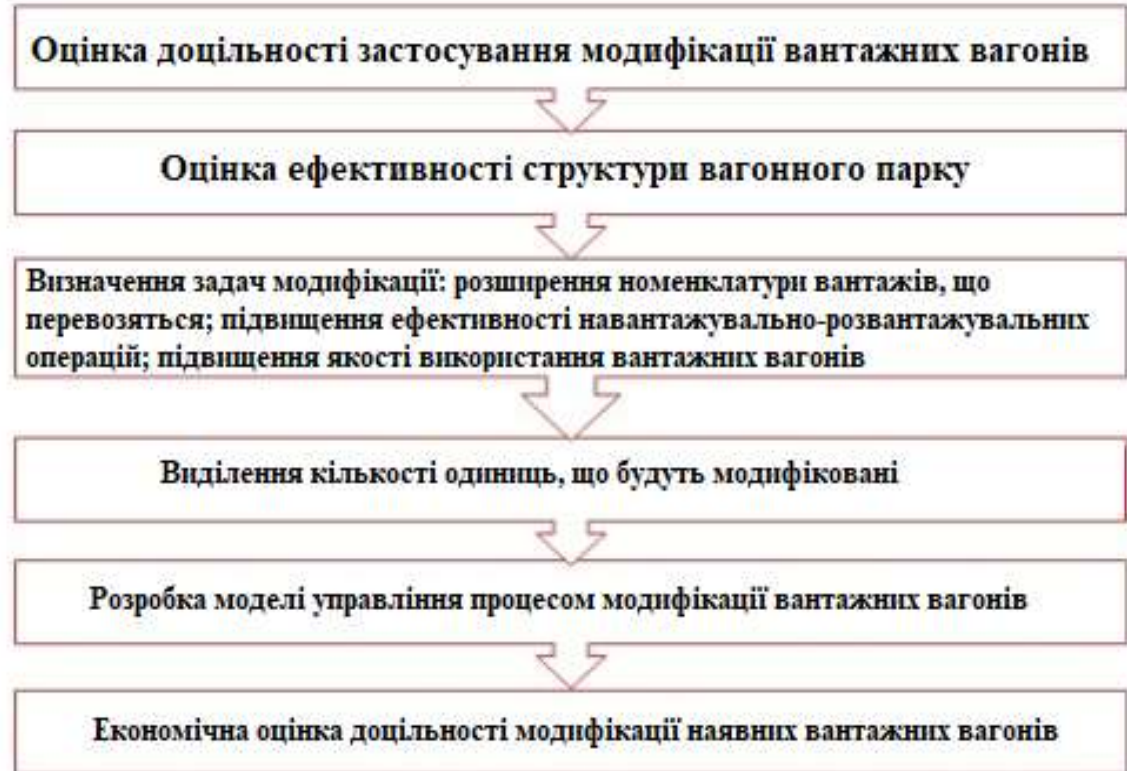 Оцінка доцільності застосування модифікації вантажних вагонів
Оцінка ефективності структури вагонного парку
Визначення задач модифікації: розширення номенклатури вантажів, що
перевозяться; підвищення ефективності навантажувально-розвантажувальних
операцій; підвищення якості використання вантажних вагонів
Виділення кількості одиниць, що будуть модифіковані
Розробка моделі управління процесом модифікації вантажних вагонів
Економічна оцінка доцільності модифікації наявних вантажних вагонів